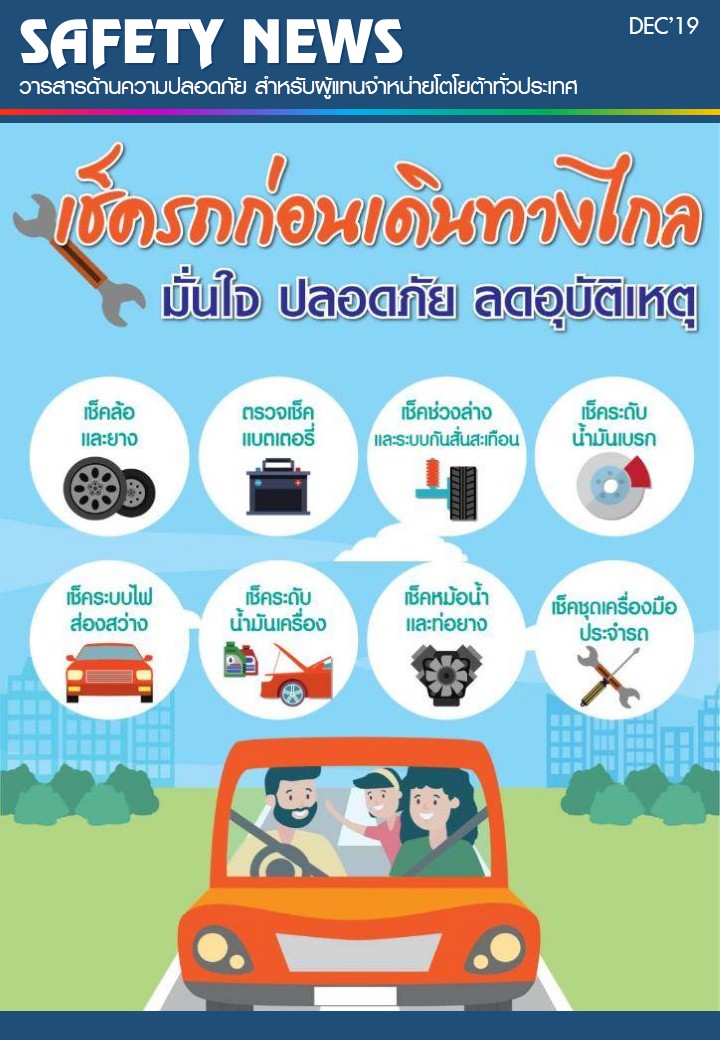 SAFETY NEWS
DEC'19
วารสารด้านความปลอดภัย สำหรับผู้แทนจำหน่ายโตโยต้าทั่วประเทศ
เช็ครถก่อนเดินทางไกล
มั่นใจ ปลอดภัย ลดอุบัติเหตุ
เช็คล้อ
และยาง
ตรวจเช็ค
แบตเตอรี่
เช็คช่วงล่าง
และระบบกันสั่นสะเทือน
เช็คระดับ
น้ำมันเบรก
เช็คระบบไฟ
ส่องสว่าง
เช็คระดับ
น้ำมันเครื่อง
เช็คหม้อน้ำ
และท่อยาง
เช็คชุดเครื่องมือ
ประจำรถ